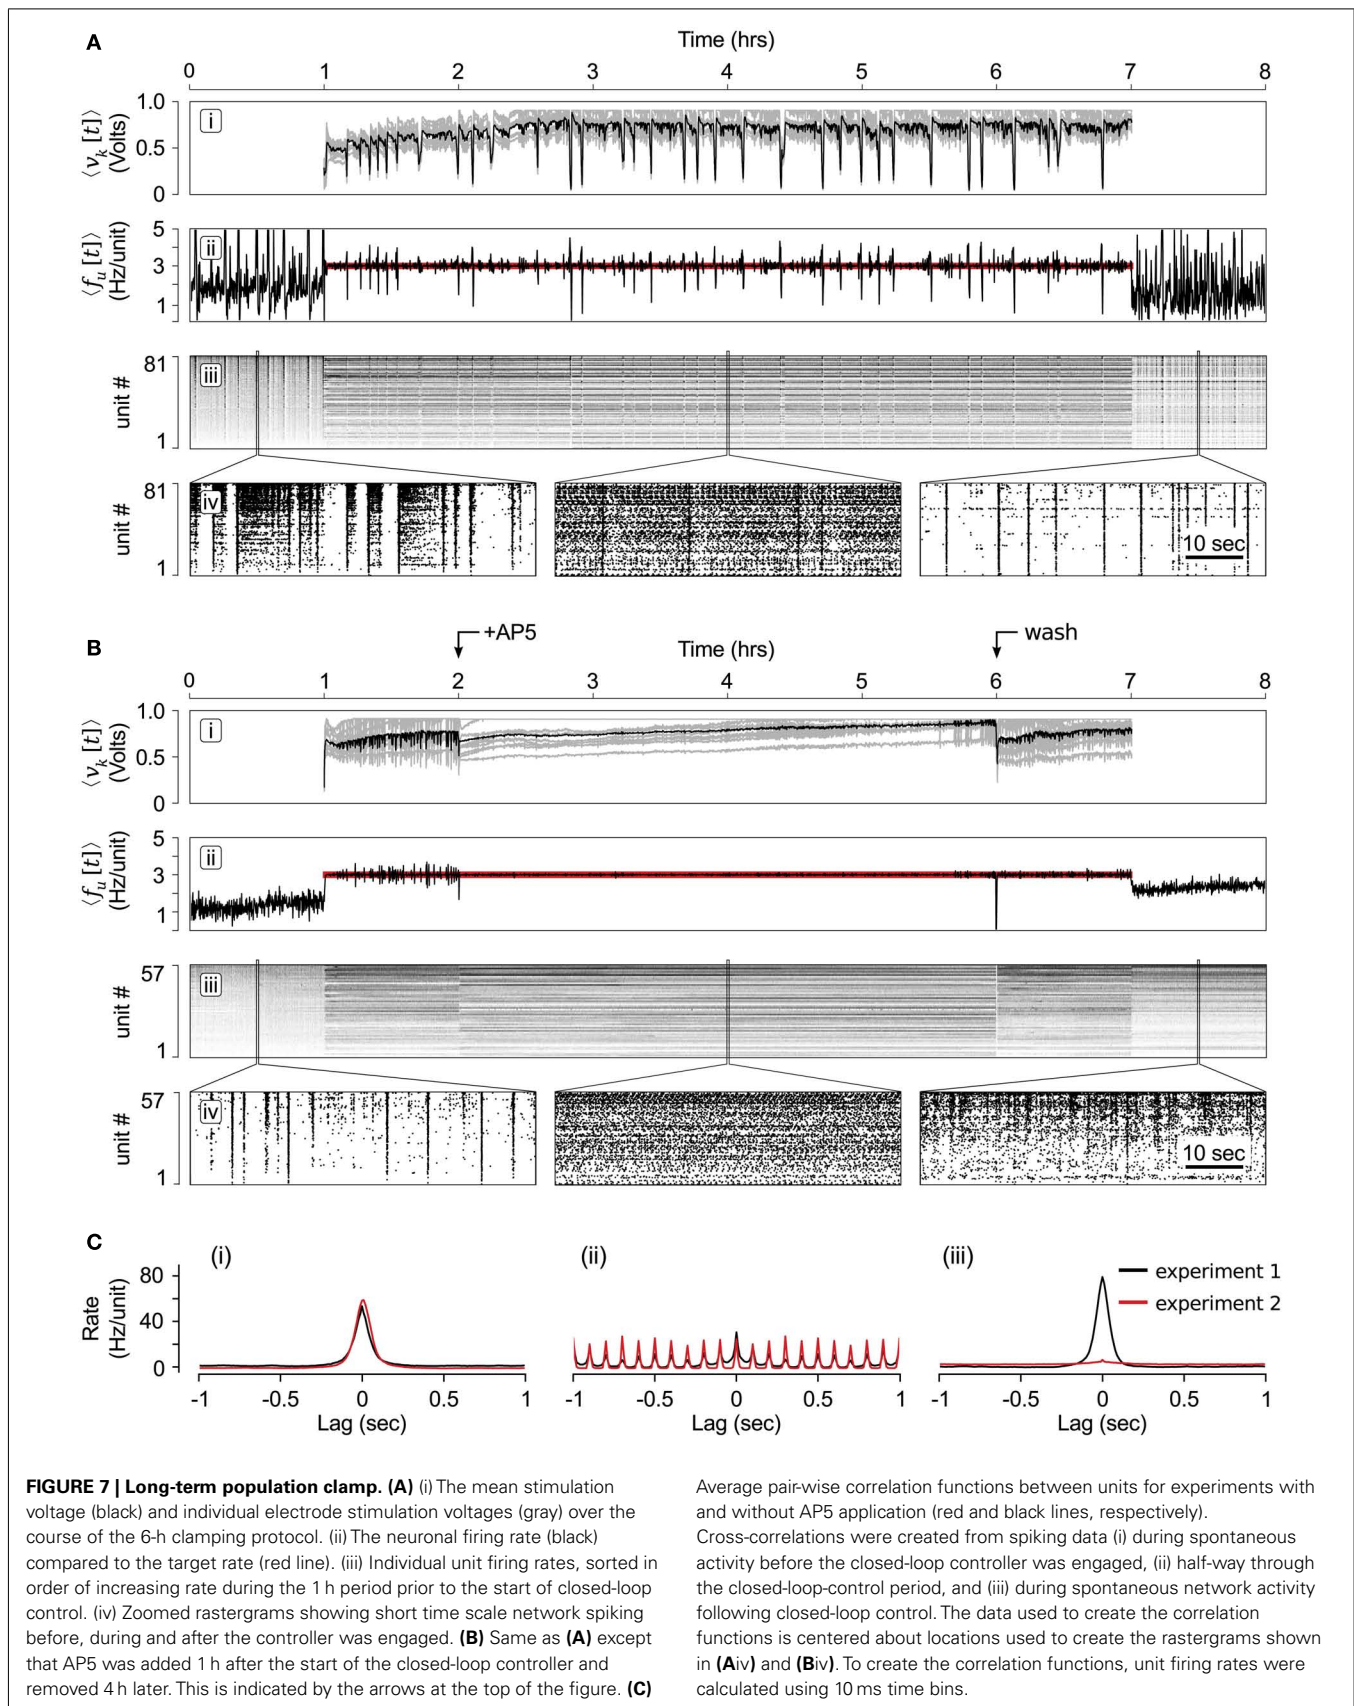 A
Time (hrs)
0 1 2 3 4 5 6 7 8
⟨v_k[t]⟩
(Volts)
1.0
0.5
0
i
⟨f_u[t]⟩
(Hz/unit)
5
3
1
ii
unit #
81
1
iii
unit #
81
1
iv
10 sec
B
+AP5
Time (hrs)
wash
0 1 2 3 4 5 6 7 8
⟨v_k[t]⟩
(Volts)
1.0
0.5
0
i
⟨f_u[t]⟩
(Hz/unit)
5
3
1
ii
unit #
57
1
iii
unit #
57
1
iv
10 sec
C
(i)
(ii)
(iii)
experiment 1
experiment 2
Rate
(Hz/unit)
80
40
0
-1 -0.5 0 0.5 1
Lag (sec)
-1 -0.5 0 0.5 1
Lag (sec)
-1 -0.5 0 0.5 1
Lag (sec)
FIGURE 7 | Long-term population clamp. (A) (i) The mean stimulation
voltage (black) and individual electrode stimulation voltages (gray) over the
course of the 6-h clamping protocol. (ii) The neuronal firing rate (black)
compared to the target rate (red line). (iii) Individual unit firing rates, sorted in
order of increasing rate during the 1 h period prior to the start of closed-loop
control. (iv) Zoomed rastergrams showing short time scale network spiking
before, during and after the controller was engaged. (B) Same as (A) except
that AP5 was added 1 h after the start of the closed-loop controller and
removed 4 h later. This is indicated by the arrows at the top of the figure. (C)
Average pair-wise correlation functions between units for experiments with
and without AP5 application (red and black lines, respectively).
Cross-correlations were created from spiking data (i) during spontaneous
activity before the closed-loop controller was engaged, (ii) half-way through
the closed-loop-control period, and (iii) during spontaneous network activity
following closed-loop control. The data used to create the correlation
functions is centered about locations used to create the rastergrams shown
in (Aiv) and (Biv). To create the correlation functions, unit firing rates were
calculated using 10 ms time bins.